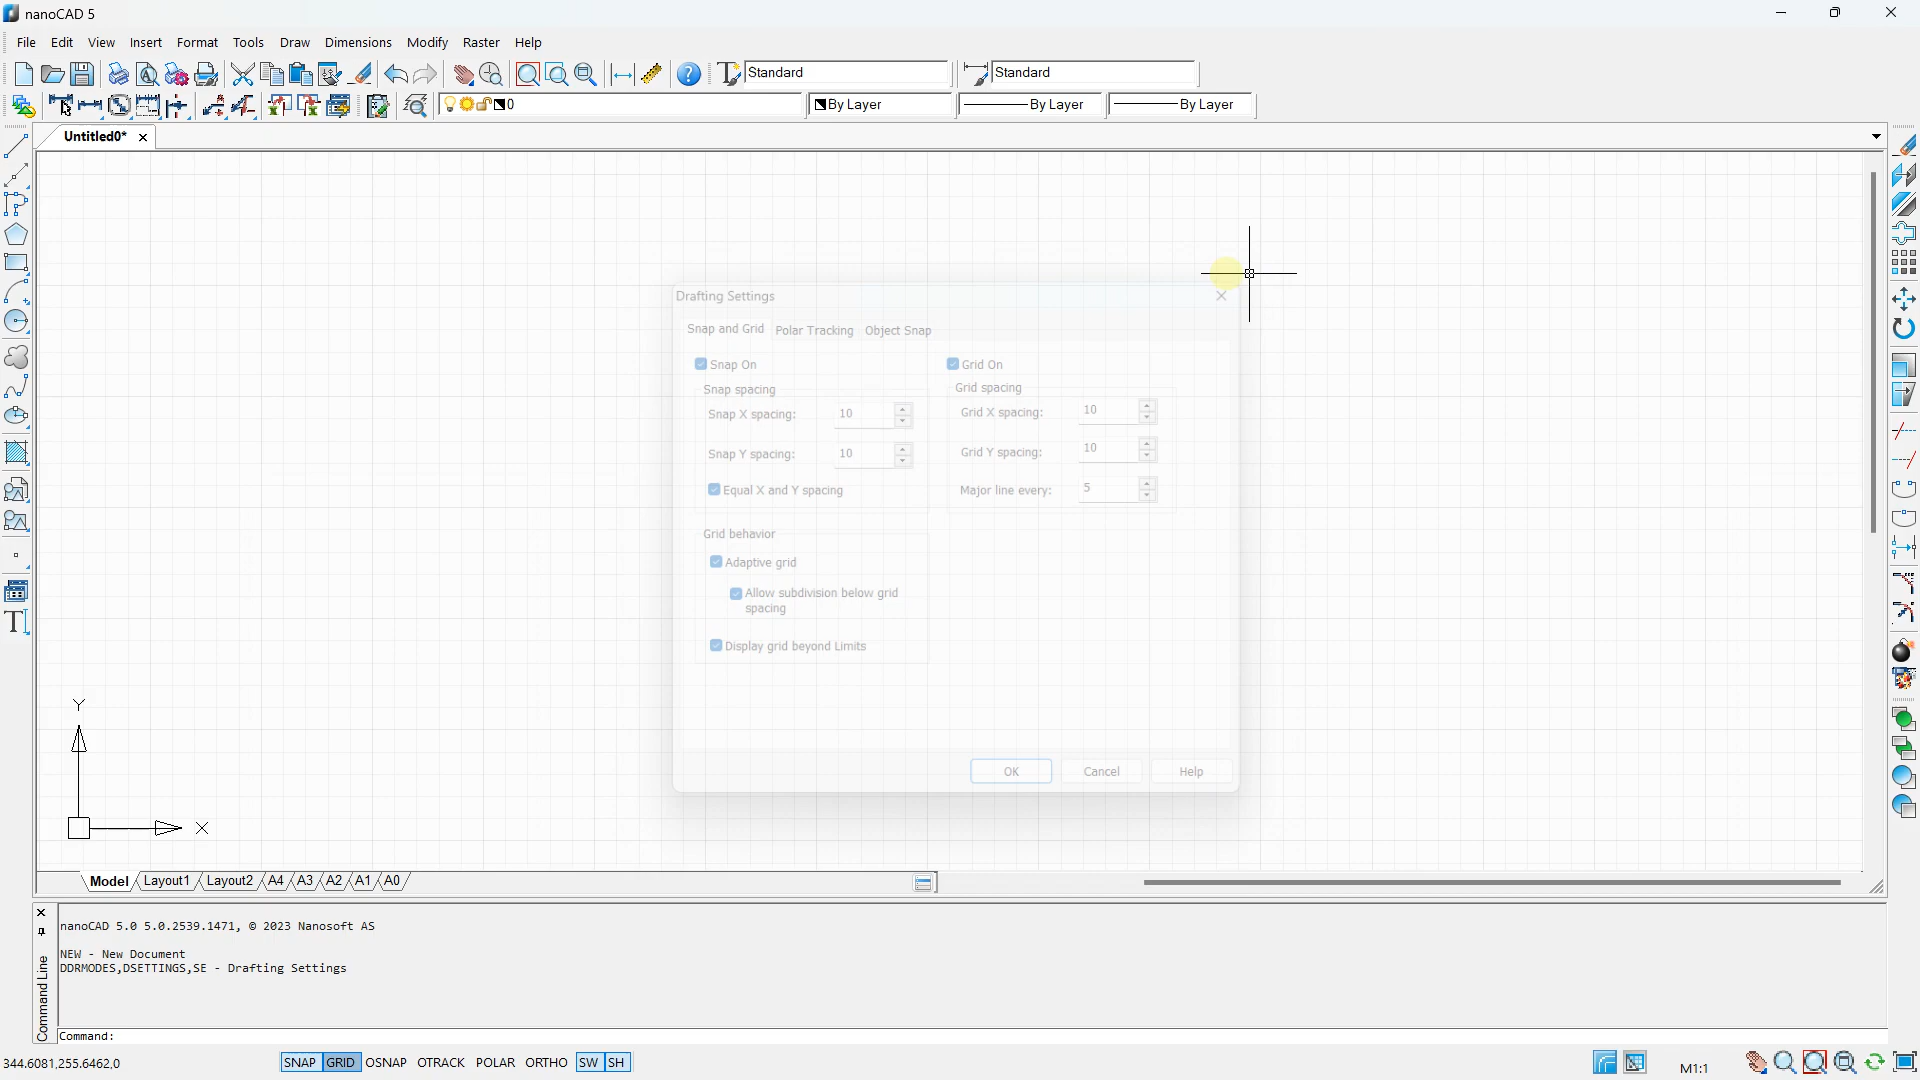 nanoCAD 5
File Edit View Insert Format Tools Draw Dimensions Modify Raster Help
Standard Standard
0 By Layer By Layer By Layer
Untitled0*
Drafting Settings
Snap and Grid Polar Tracking Object Snap
Snap On Grid On
Snap spacing Grid spacing
Snap X spacing: 10 Grid X spacing: 10
Snap Y spacing: 10 Grid Y spacing: 10
Equal X and Y spacing Major line every: 5
Grid behavior
Adaptive grid
Allow subdivision below grid
spacing
Display grid beyond Limits
Y
OK Cancel Help
X
Model Layout1 Layout2 A4 A3 A2 A1 A0
Command Line
nanoCAD 5.0 5.0.2539.1471, © 2023 Nanosoft AS
NEW - New Document
DDRMODES,DSETTINGS,SE - Drafting Settings
Command:
344.6081,255.6462,0 SNAP GRID OSNAP OTRACK POLAR ORTHO SW SH M1:1